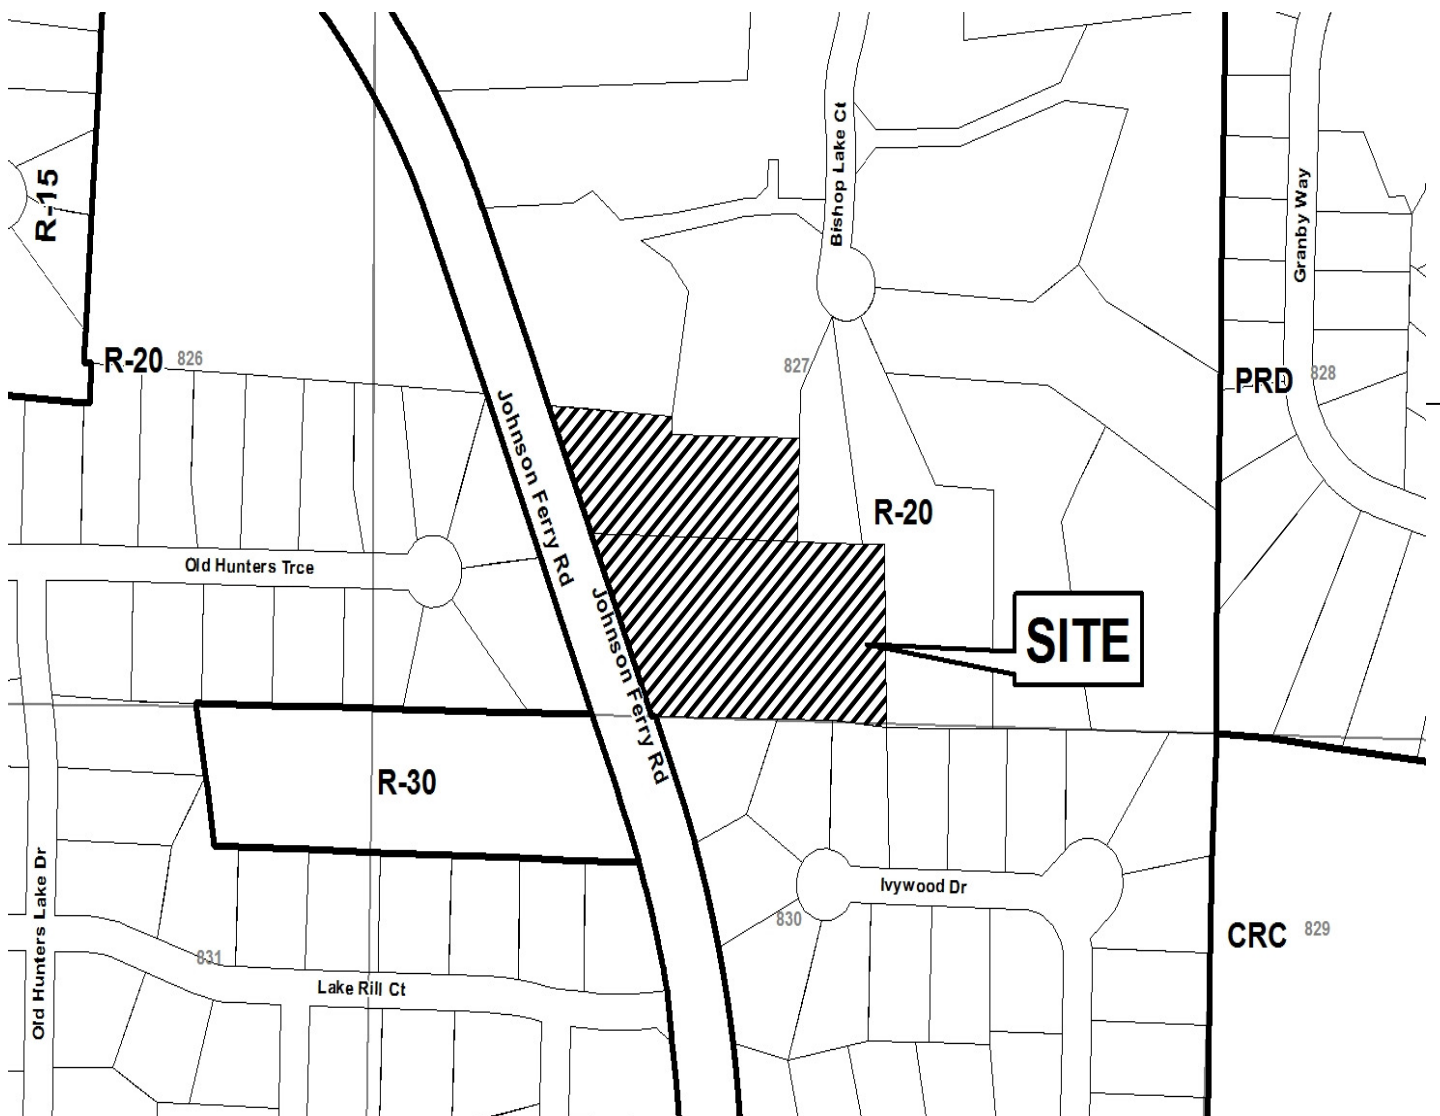 Bishop Lake Ct
R-15
Granby Way
R-20
826
827
PRD
828
Johnson Ferry Rd
R-20
Old Hunters Trce
Johnson Ferry Rd
SITE
R-30
Old Hunters Lake Dr
Ivywood Dr
830
CRC
829
831
Lake Rill Ct